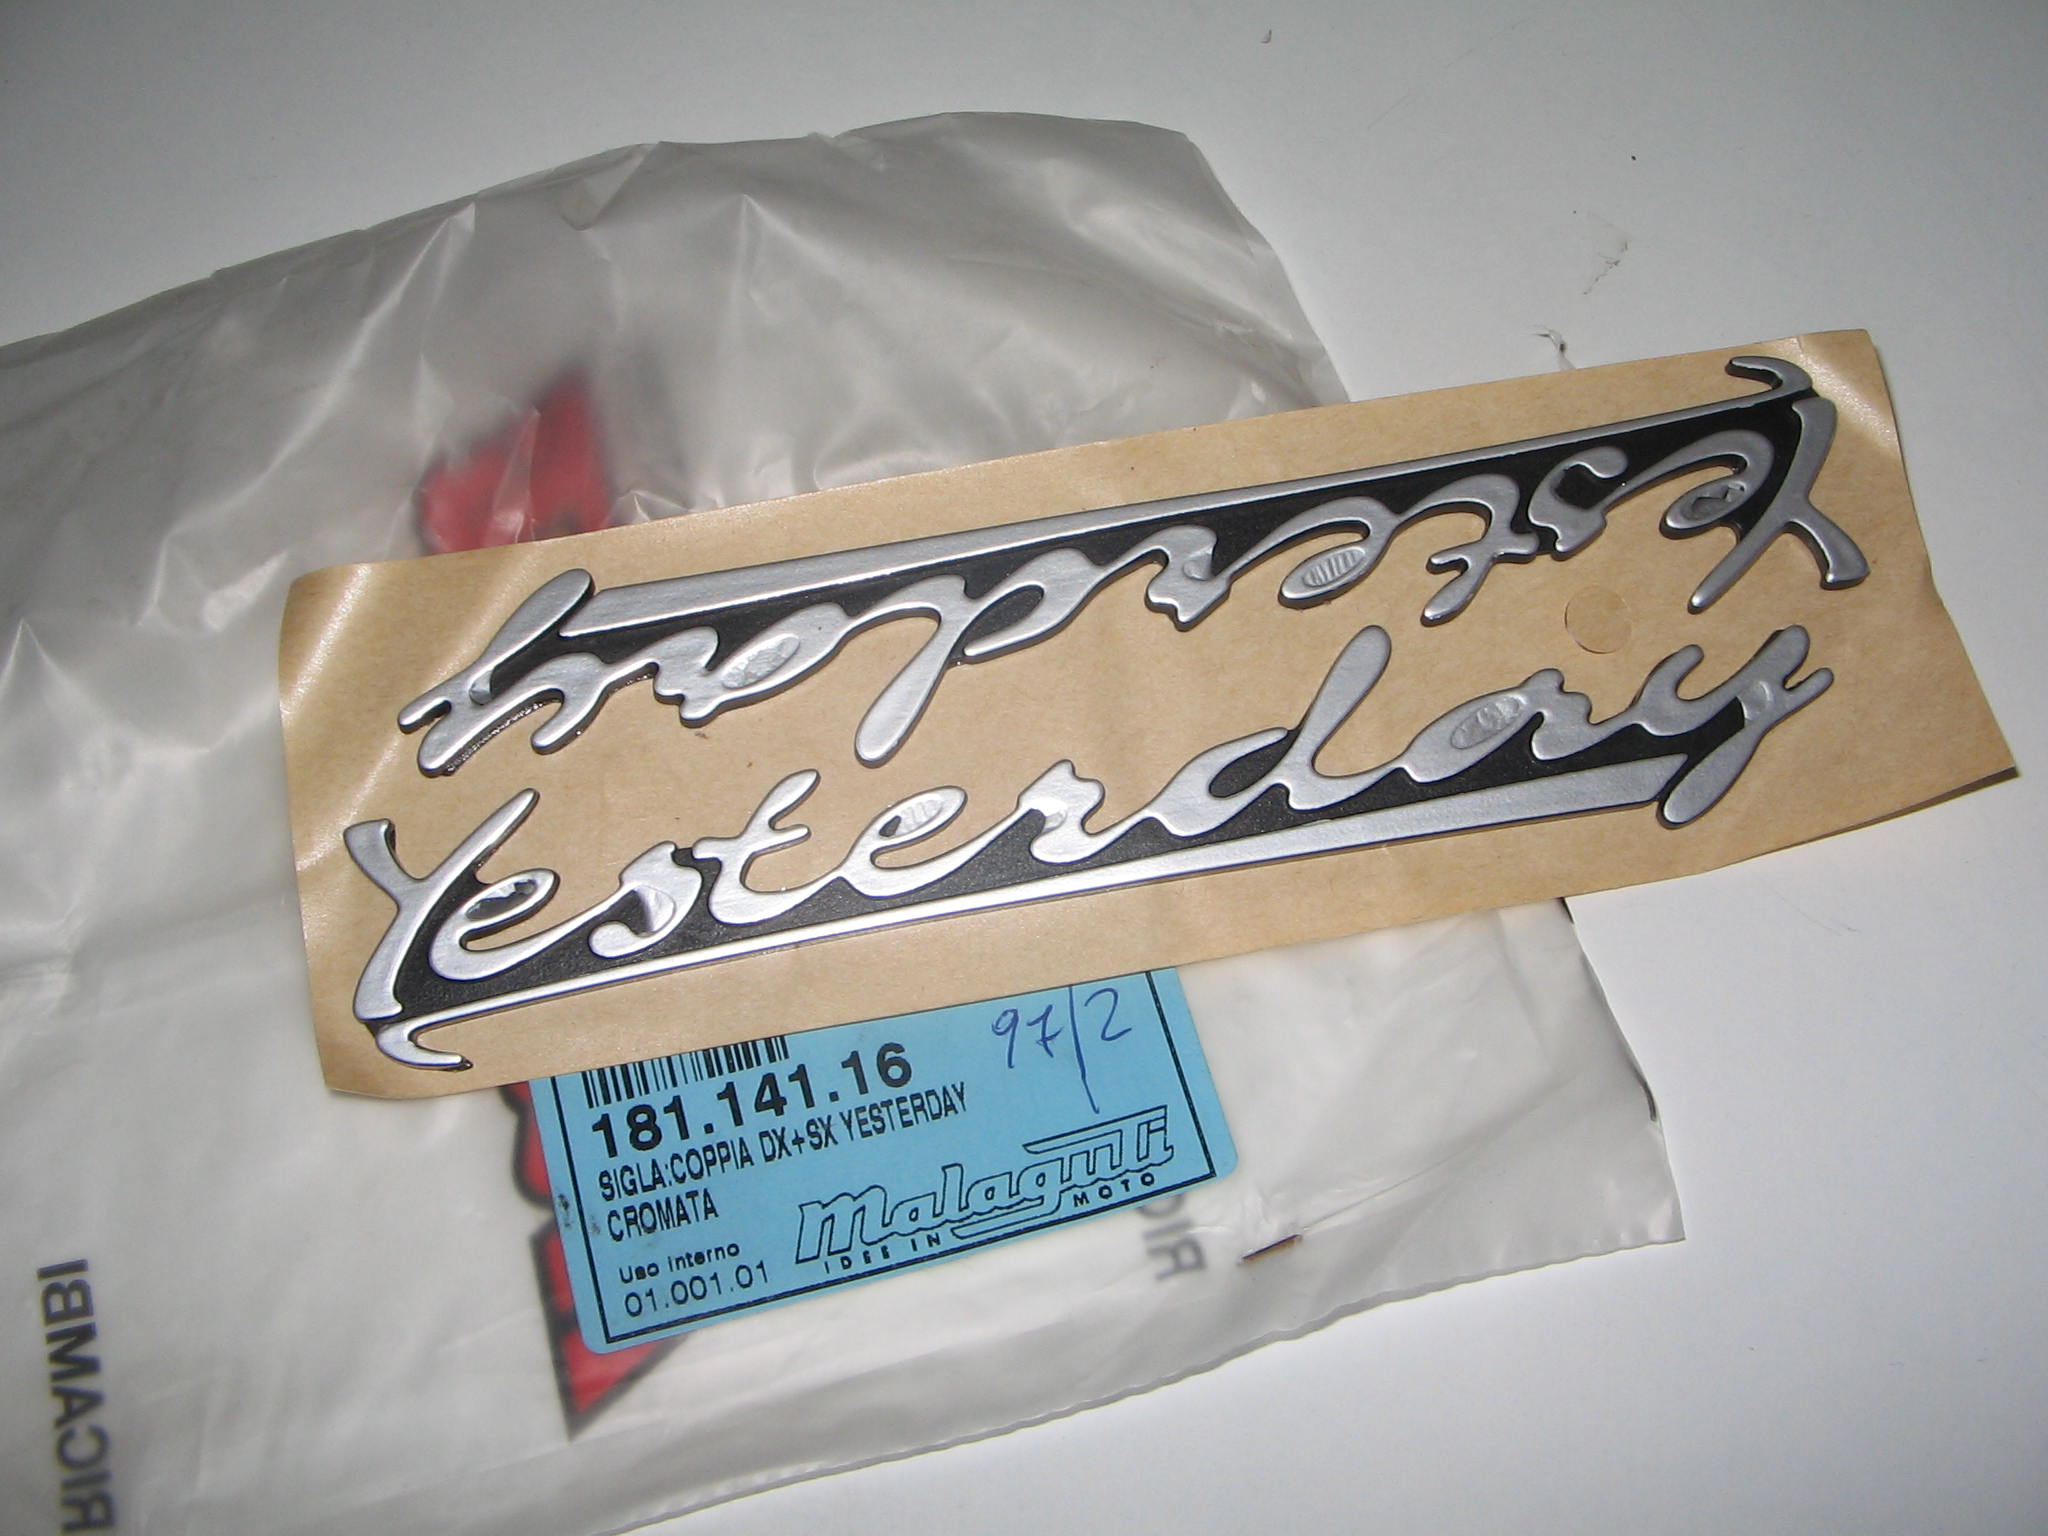 Yesterday
Yesterday
97/2
181.141.16
SIGLA:COPPIA DX+SX YESTERDAY
CROMATA
Uso Interno
01.001.01
Malaguti
IDEE IN MOTO
RICAMBI
RIC